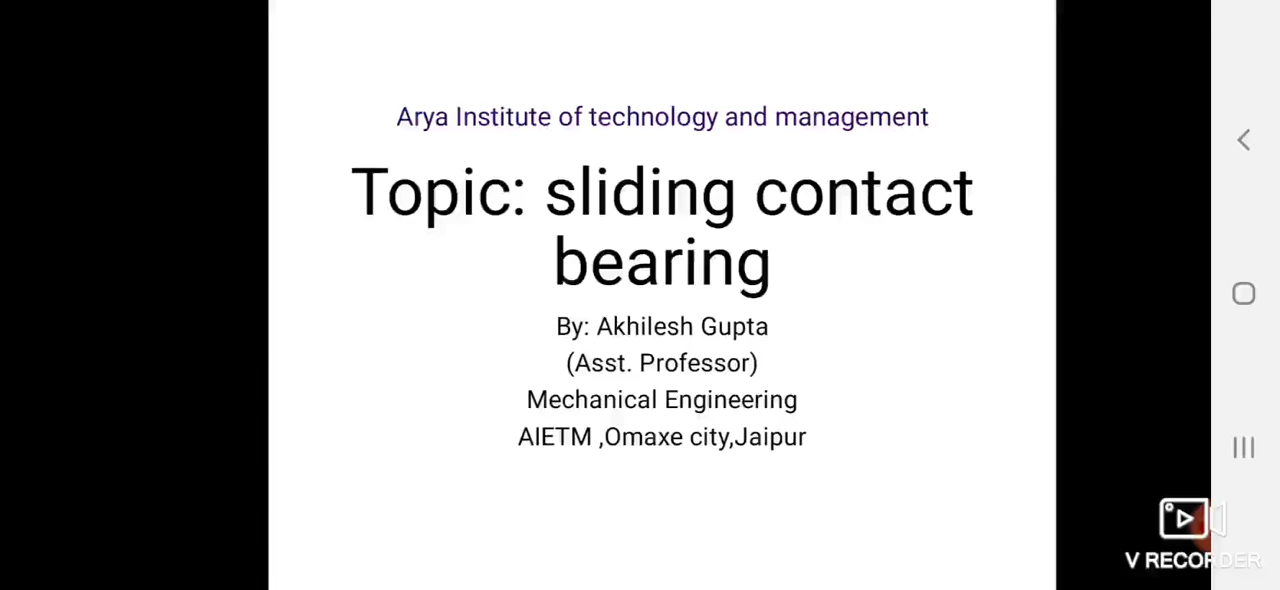 Arya Institute of technology and management
Topic: sliding contact
bearing
By: Akhilesh Gupta
(Asst. Professor)
Mechanical Engineering
AIETM ,Omaxe city,Jaipur
V RECORDER